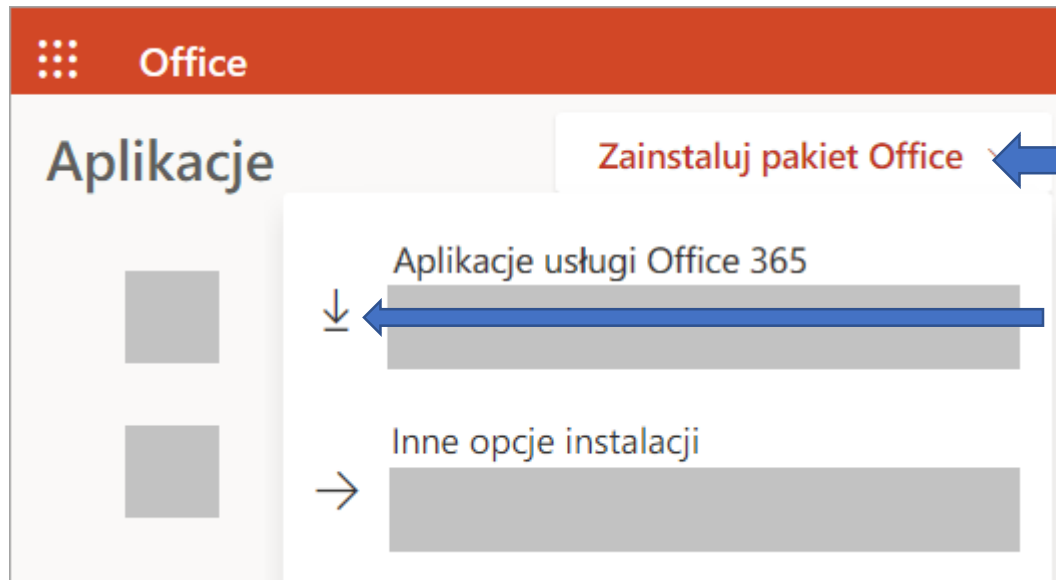 Office
Aplikacje
Zainstaluj pakiet Office
Aplikacje usługi Office 365
Inne opcje instalacji